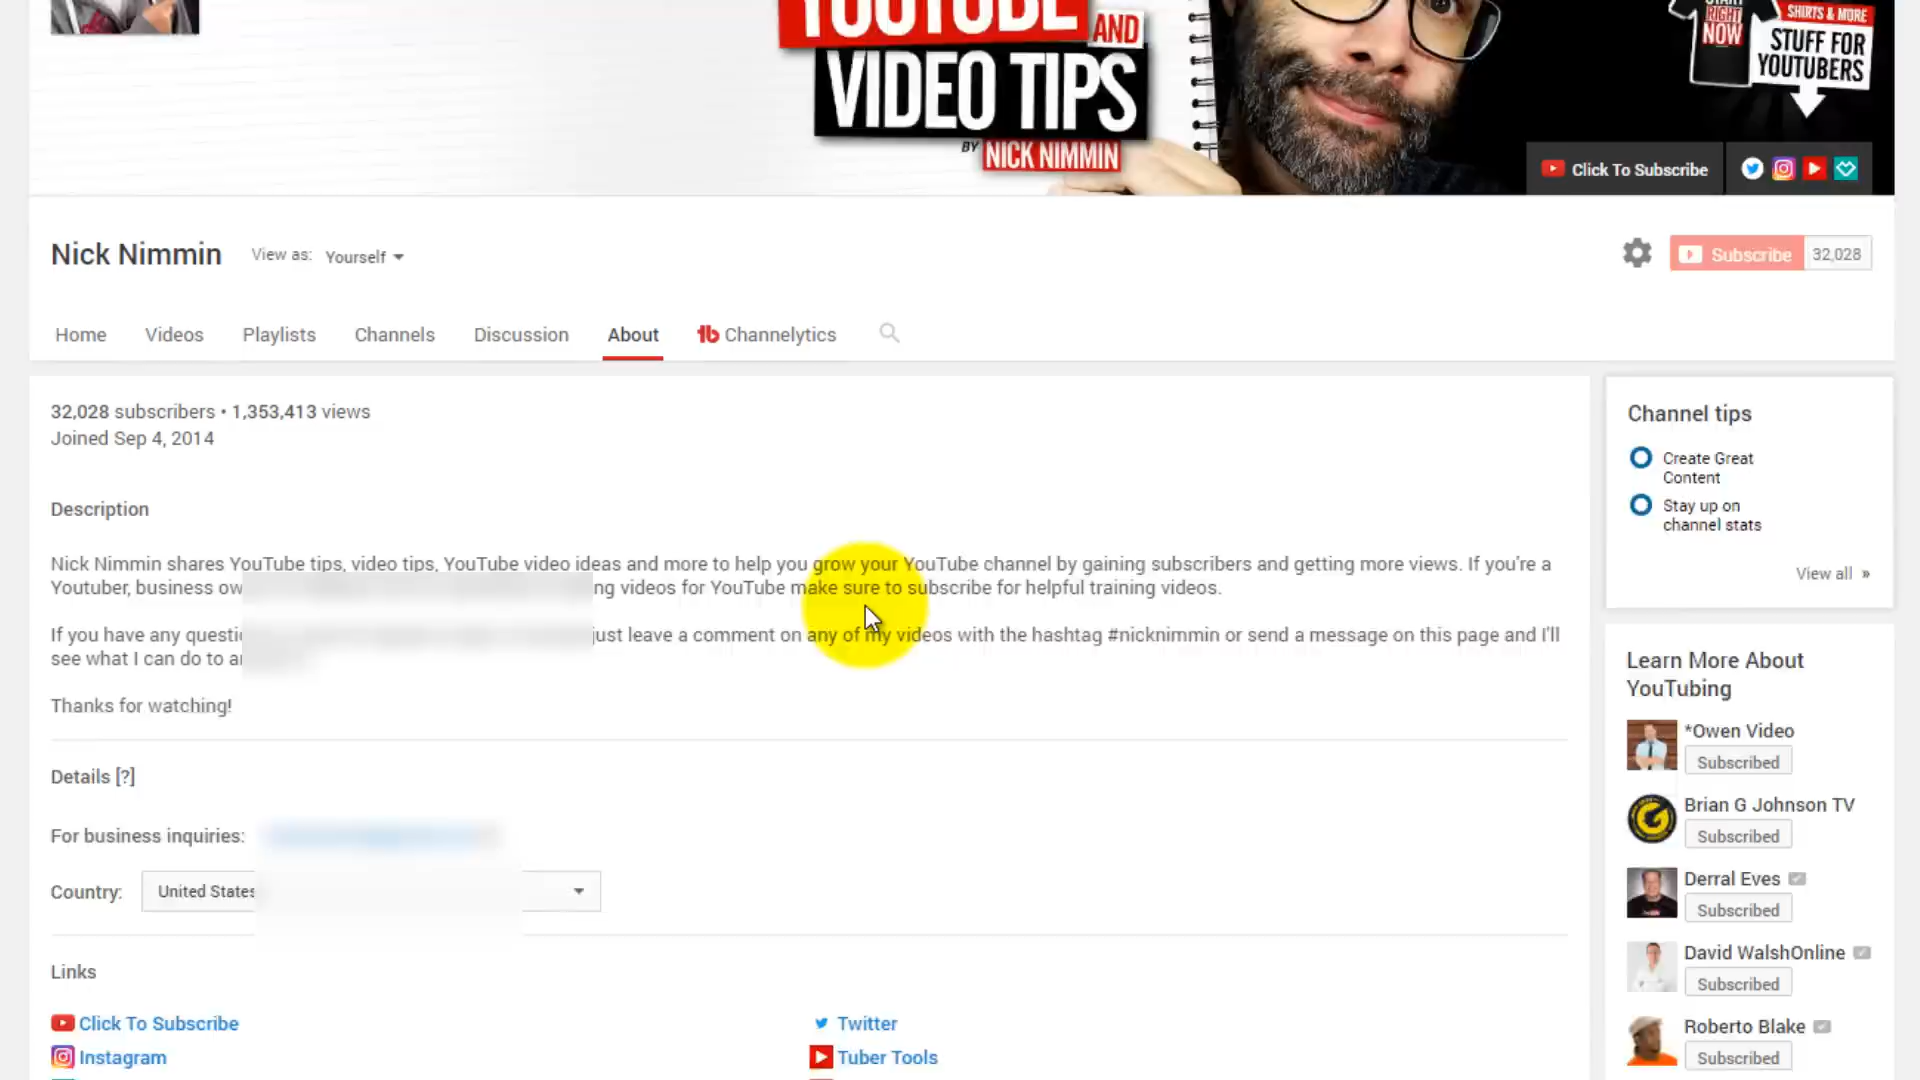 YOUTUBE AND
VIDEO TIPS
BY NICK NIMMIN
START
RIGHT
NOW
SHIRTS & MORE
STUFF FOR
YOUTUBERS
Click To Subscribe
Nick Nimmin View as: Yourself
Subscribe 32,028
Home Videos Playlists Channels Discussion About Channelytics
32,028 subscribers • 1,353,413 views
Joined Sep 4, 2014
Description
Nick Nimmin shares YouTube tips, video tips, YouTube video ideas and more to help you grow your YouTube channel by gaining subscribers and getting more views. If you're a
Youtuber, business ow ng videos for YouTube make sure to subscribe for helpful training videos.
If you have any questi just leave a comment on any of my videos with the hashtag #nicknimmin or send a message on this page and I'll
see what I can do to a
Thanks for watching!
Details [?]
For business inquiries:
Country: United States
Links
Click To Subscribe
Twitter
Instagram
Tuber Tools
Channel tips
Create Great
Content
Stay up on
channel stats
View all »
Learn More About
YouTubing
*Owen Video
Subscribed
Brian G Johnson TV
Subscribed
Derral Eves
Subscribed
David WalshOnline
Subscribed
Roberto Blake
Subscribed